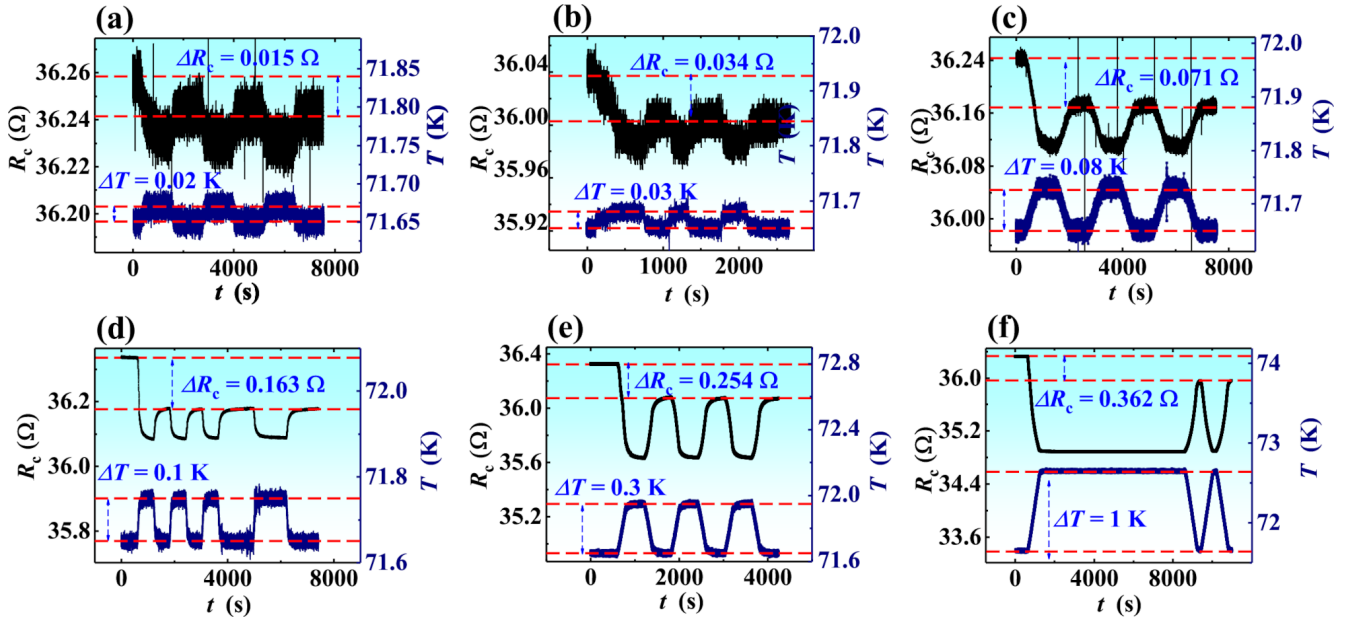 (a)
ΔRc = 0.015 Ω
ΔT = 0.02 K
Rc (Ω)
36.26
36.24
36.22
36.20
T (K)
71.85
71.80
71.75
71.70
71.65
0
4000
8000
t (s)
(b)
ΔRc = 0.034 Ω
ΔT = 0.03 K
Rc (Ω)
36.04
36.00
35.96
35.92
T (K)
T (K)
72.0
71.9
71.8
71.7
0
1000
2000
t (s)
(c)
ΔRc = 0.071 Ω
ΔT = 0.08 K
Rc (Ω)
36.24
36.16
36.08
36.00
T (K)
72.0
71.9
71.8
71.7
0
4000
8000
t (s)
(d)
ΔRc = 0.163 Ω
ΔT = 0.1 K
Rc (Ω)
36.2
36.0
35.8
T (K)
72.0
71.8
71.6
0
2000
4000
6000
8000
t (s)
(e)
ΔRc = 0.254 Ω
ΔT = 0.3 K
Rc (Ω)
36.4
36.0
35.6
35.2
T (K)
72.8
72.4
72.0
71.6
0
2000
4000
t (s)
(f)
ΔRc = 0.362 Ω
ΔT = 1 K
Rc (Ω)
36.0
35.2
34.4
33.6
T (K)
74
73
72
0
4000
8000
t (s)